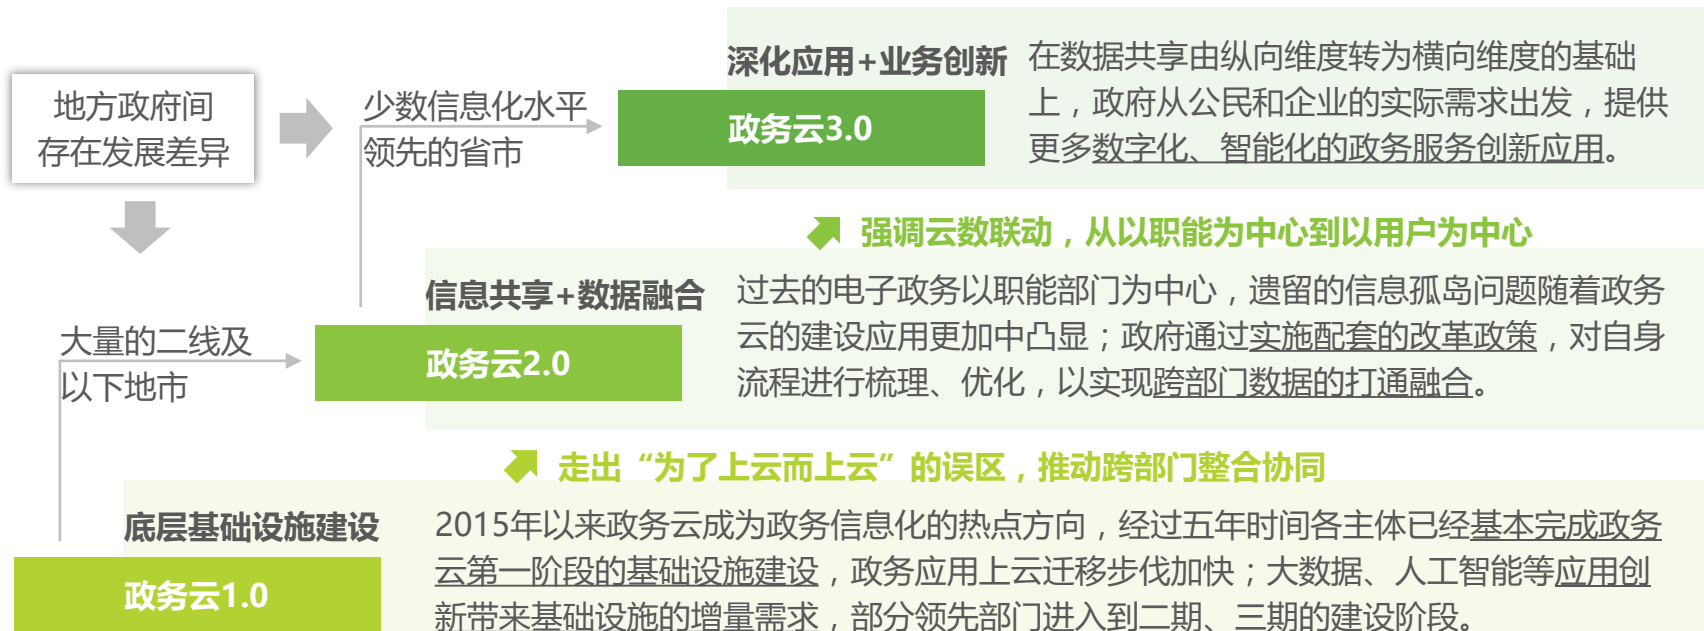 地方政府间
存在发展差异
少数信息化水平
领先的省市
深化应用+业务创新
政务云3.0
在数据共享由纵向维度转为横向维度的基础
上，政府从公民和企业的实际需求出发，提供
更多数字化、智能化的政务服务创新应用。
强调云数联动，从以职能为中心到以用户为中心
大量的二线及
以下地市
信息共享+数据融合
政务云2.0
过去的电子政务以职能部门为中心，遗留的信息孤岛问题随着政务
云的建设应用更加中凸显；政府通过实施配套的改革政策，对自身
流程进行梳理、优化，以实现跨部门数据的打通融合。
走出“为了上云而上云”的误区，推动跨部门整合协同
底层基础设施建设
政务云1.0
2015年以来政务云成为政务信息化的热点方向，经过五年时间各主体已经基本完成政务
云第一阶段的基础设施建设，政务应用上云迁移步伐加快；大数据、人工智能等应用创
新带来基础设施的增量需求，部分领先部门进入到二期、三期的建设阶段。